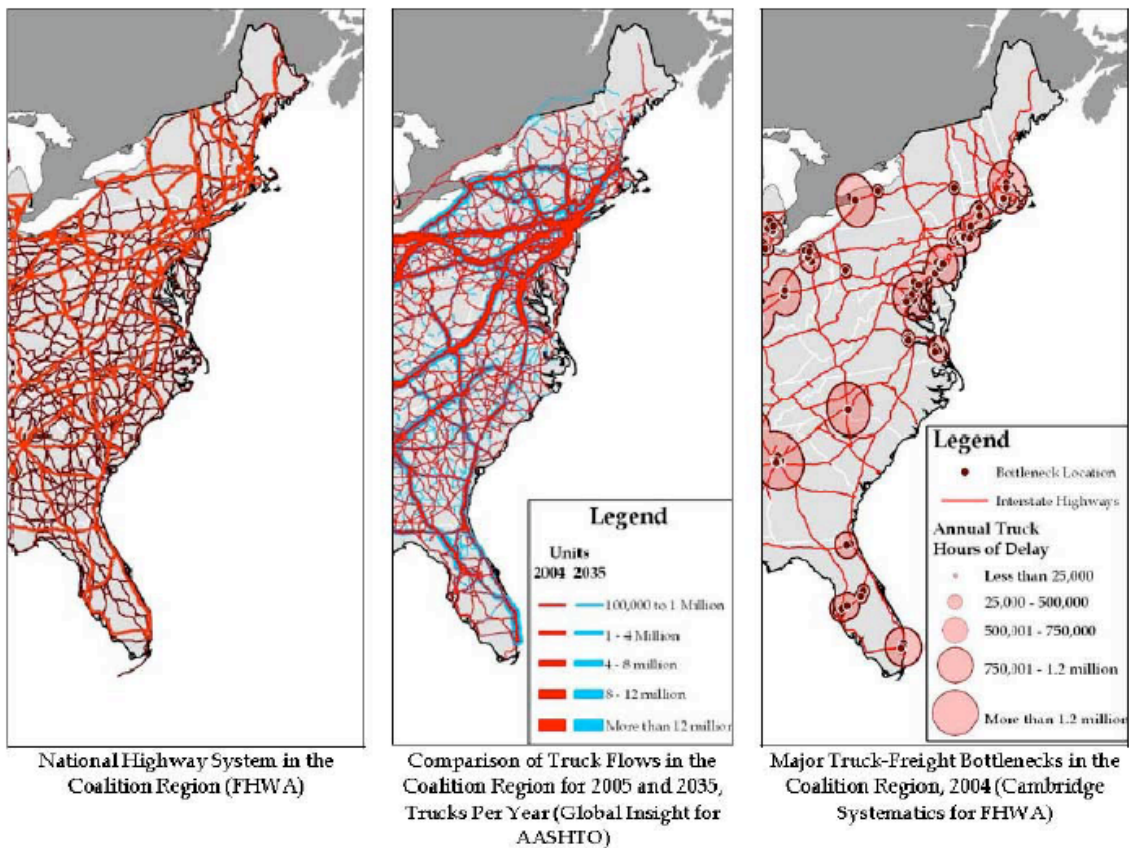 Legend
Units
2004 2035
100,000 to 1 Million
1 - 4 Million
4 - 8 million
8 - 12 million
More than 12 million
Legend
Bottleneck Location
Interstate Highways
Annual Truck
Hours of Delay
Less than 25,000
25,000 - 500,000
500,001 - 750,000
750,001 - 1.2 million
More than 1.2 million
National Highway System in the
Coalition Region (FHWA)
Comparison of Truck Flows in the
Coalition Region for 2005 and 2035,
Trucks Per Year (Global Insight for
AASHTO)
Major Truck-Freight Bottlenecks in the
Coalition Region, 2004 (Cambridge
Systematics for FHWA)